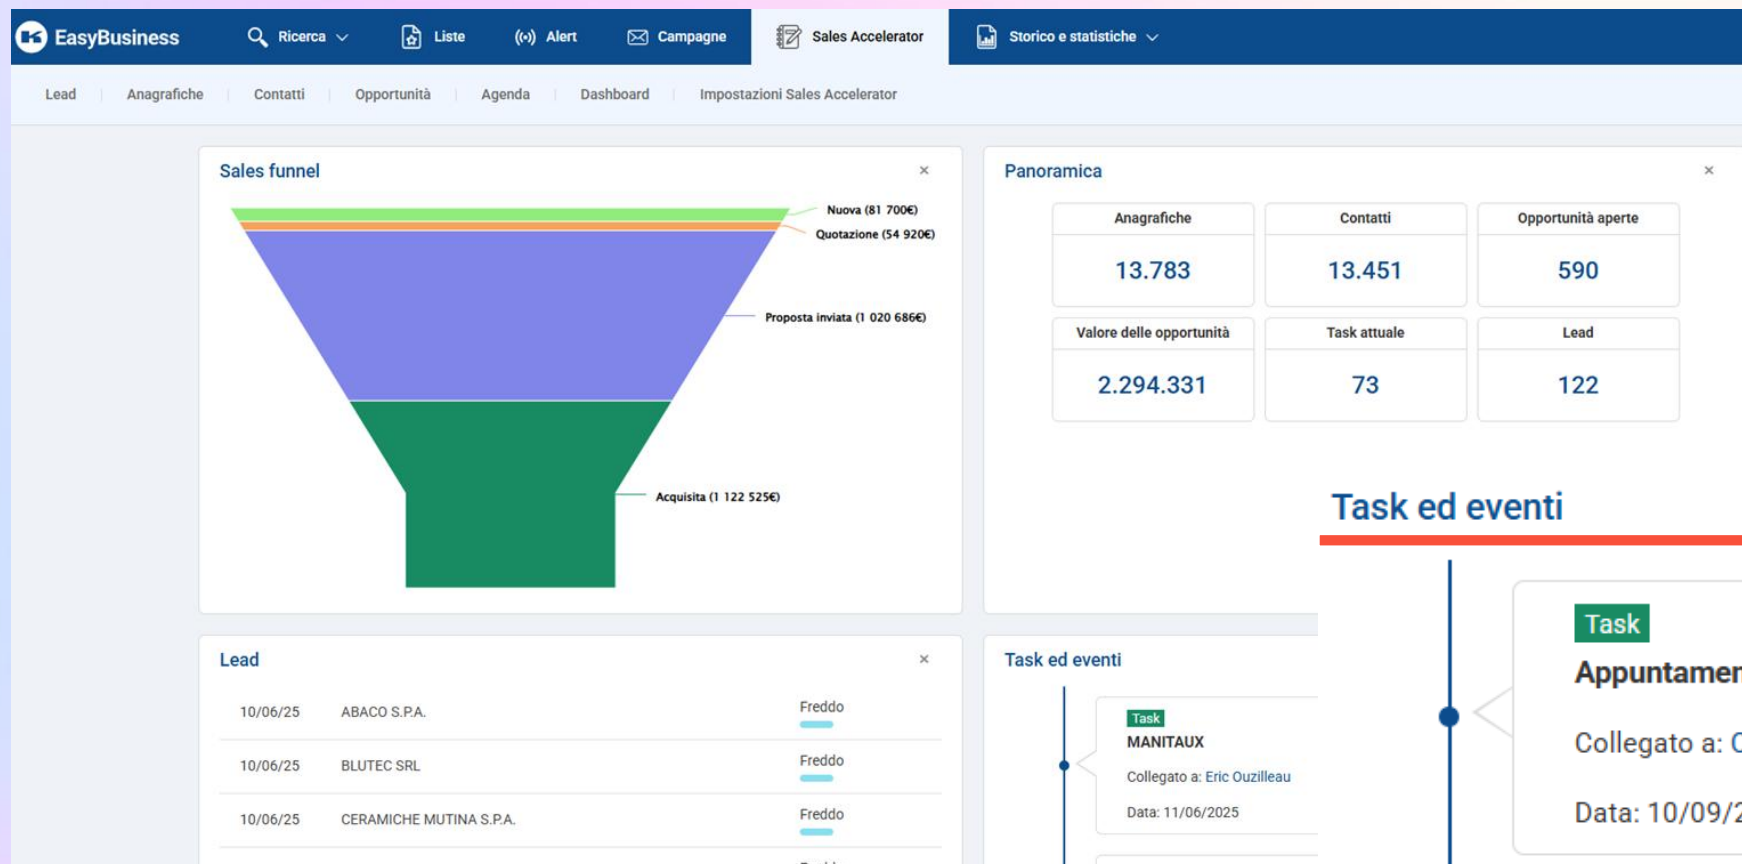 EasyBusiness
Ricerca
Liste
Alert
Campagne
Sales Accelerator
Storico e statistiche
Lead
Anagrafiche
Contatti
Opportunità
Agenda
Dashboard
Impostazioni Sales Accelerator
Sales funnel
×
Nuova (81 700€)
Quotazione (54 920€)
Proposta inviata (1 020 686€)
Acquisita (1 122 525€)
Panoramica
×
Anagrafiche
Contatti
Opportunità aperte
13.783
13.451
590
Valore delle opportunità
Task attuale
Lead
2.294.331
73
122
Lead
×
10/06/25 ABACO S.P.A. Freddo
10/06/25 BLUTEC SRL Freddo
10/06/25 CERAMICHE MUTINA S.P.A. Freddo
Task ed eventi
Task
MANITAUX
Collegato a: Eric Ouzilleau
Data: 11/06/2025
Task ed eventi
Task
Collegato a:
Data: 10/09/2